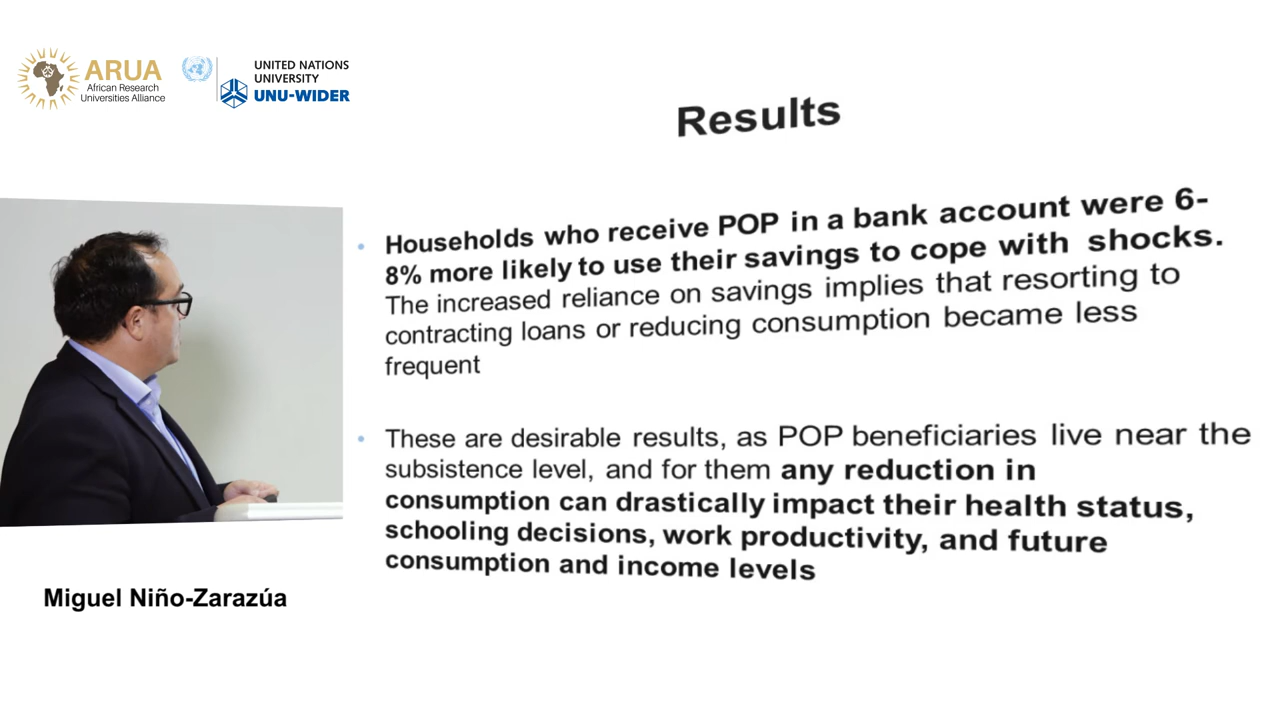 ARUA
African Research
Universities Alliance
UNITED NATIONS
UNIVERSITY
UNU-WIDER
Results
• Households who receive POP in a bank account were 6-
8% more likely to use their savings to cope with shocks.
The increased reliance on savings implies that resorting to
contracting loans or reducing consumption became less
frequent
• These are desirable results, as POP beneficiaries live near the
subsistence level, and for them any reduction in
consumption can drastically impact their health status,
schooling decisions, work productivity, and future
consumption and income levels
Miguel Niño-Zarazúa